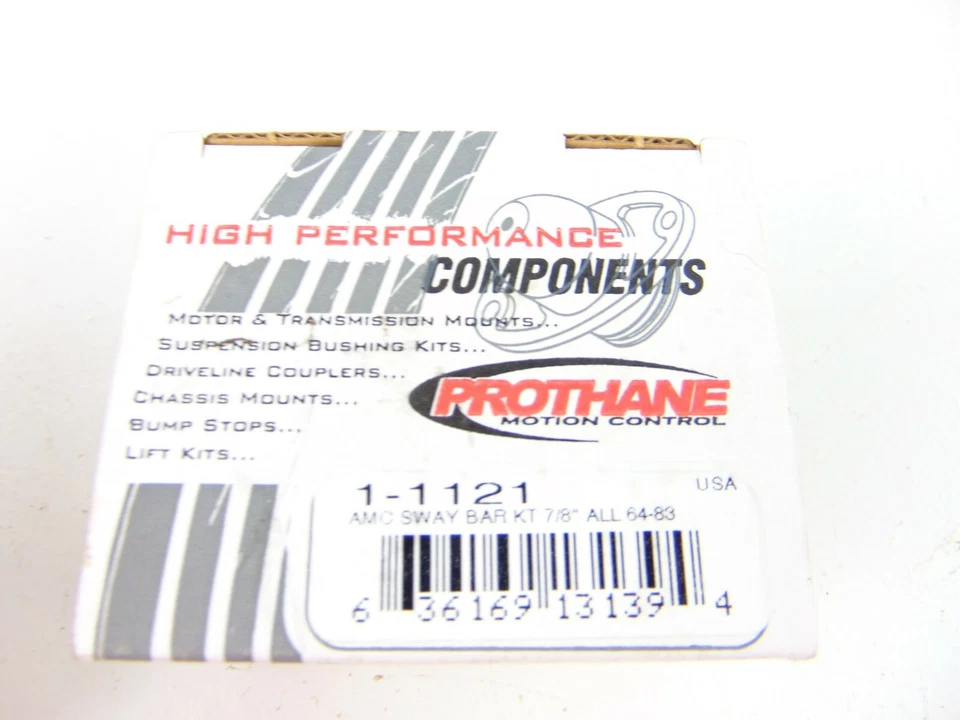 HIGH PERFORMANCE
COMPONENTS
MOTOR & TRANSMISSION MOUNTS...
SUSPENSION BUSHING KITS...
DRIVELINE COUPLERS...
CHASSIS MOUNTS...
BUMP STOPS...
LIFT KITS...
PROTHANE
MOTION CONTROL
1-1121 USA
AMC SWAY BAR KT 7/8" ALL 64-83
6 36169 13139 4